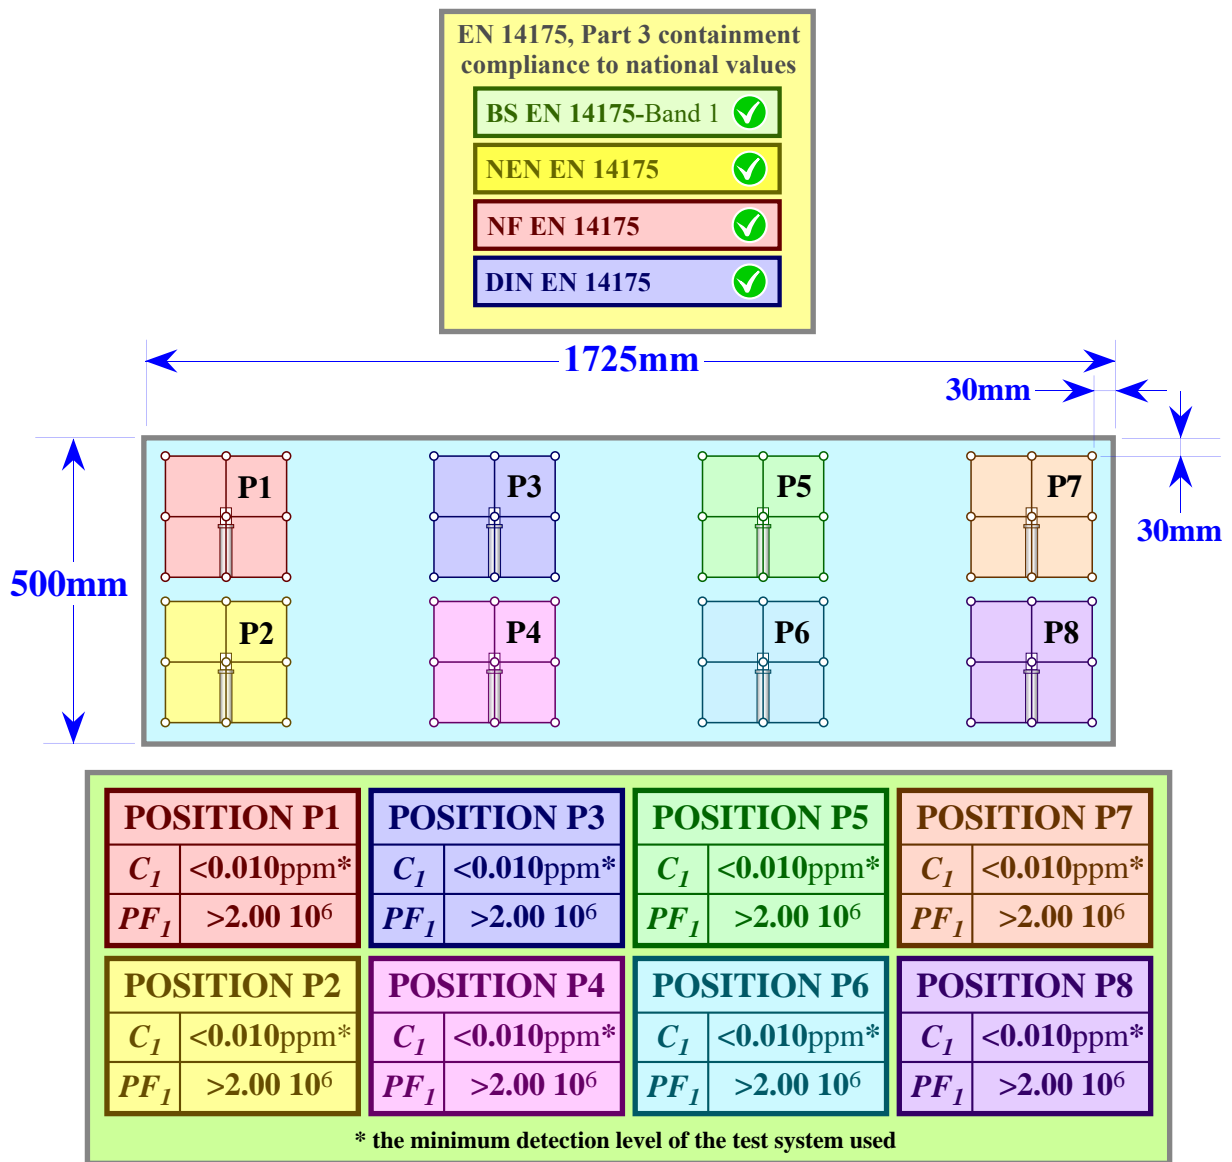 EN 14175, Part 3 containment
compliance to national values
BS EN 14175-Band 1
NEN EN 14175
NF EN 14175
DIN EN 14175
1725mm
30mm
30mm
500mm
P1
P3
P5
P7
P2
P4
P6
P8
POSITION P1
C₁ <0.010ppm*
PF₁ >2.00 10⁶
POSITION P3
C₁ <0.010ppm*
PF₁ >2.00 10⁶
POSITION P5
C₁ <0.010ppm*
PF₁ >2.00 10⁶
POSITION P7
C₁ <0.010ppm*
PF₁ >2.00 10⁶
POSITION P2
C₁ <0.010ppm*
PF₁ >2.00 10⁶
POSITION P4
C₁ <0.010ppm*
PF₁ >2.00 10⁶
POSITION P6
C₁ <0.010ppm*
PF₁ >2.00 10⁶
POSITION P8
C₁ <0.010ppm*
PF₁ >2.00 10⁶
* the minimum detection level of the test system used